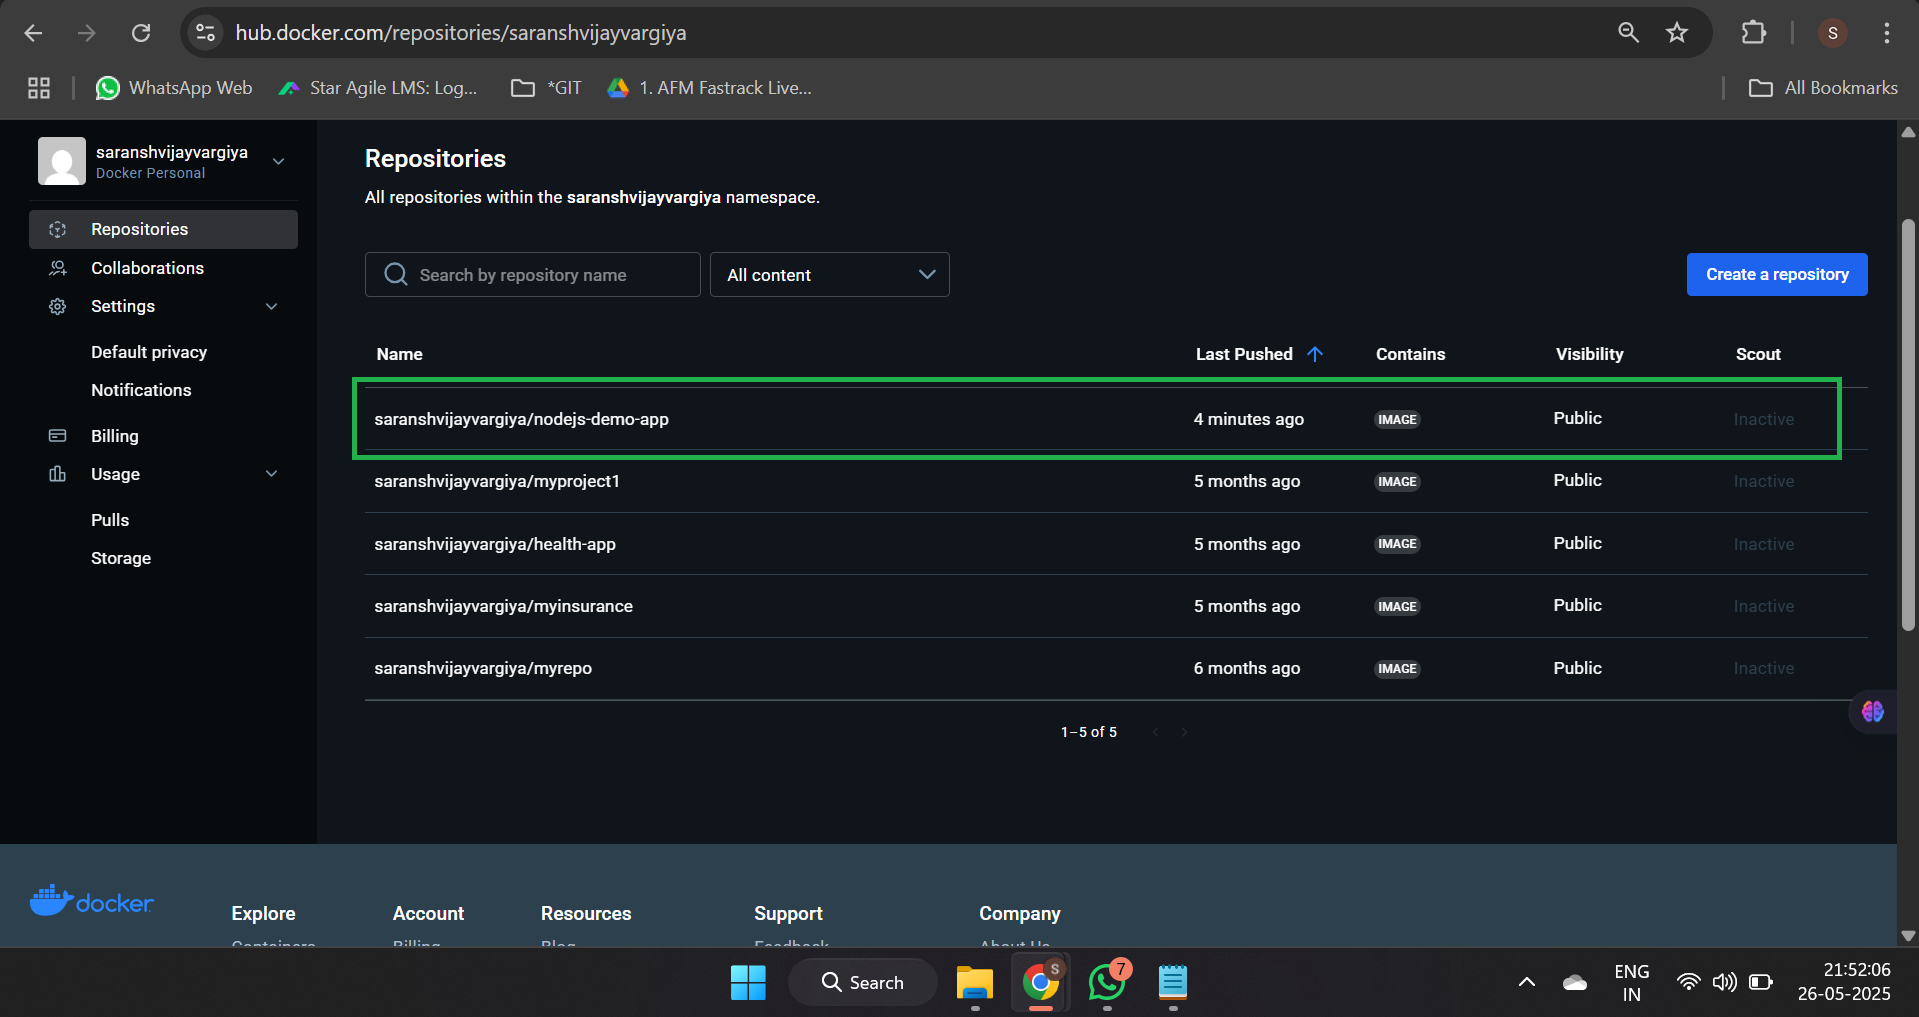 hub.docker.com/repositories/saranshvijayvargiya
S
WhatsApp Web
Star Agile LMS: Log...
*GIT
1. AFM Fastrack Live...
All Bookmarks
saranshvijayvargiya
Docker Personal
Repositories
Collaborations
Settings
Default privacy
Notifications
Billing
Usage
Pulls
Storage
Repositories
All repositories within the saranshvijayvargiya namespace.
Search by repository name
All content
Create a repository
Name Last Pushed Contains Visibility Scout
saranshvijayvargiya/nodejs-demo-app 4 minutes ago IMAGE Public Inactive
saranshvijayvargiya/myproject1 5 months ago IMAGE Public Inactive
saranshvijayvargiya/health-app 5 months ago IMAGE Public Inactive
saranshvijayvargiya/myinsurance 5 months ago IMAGE Public Inactive
saranshvijayvargiya/myrepo 6 months ago IMAGE Public Inactive
1–5 of 5
docker
Explore Account Resources Support Company
Containers Billing Blog Feedback About Us
Search
S
7
ENG
IN
21:52:06
26-05-2025